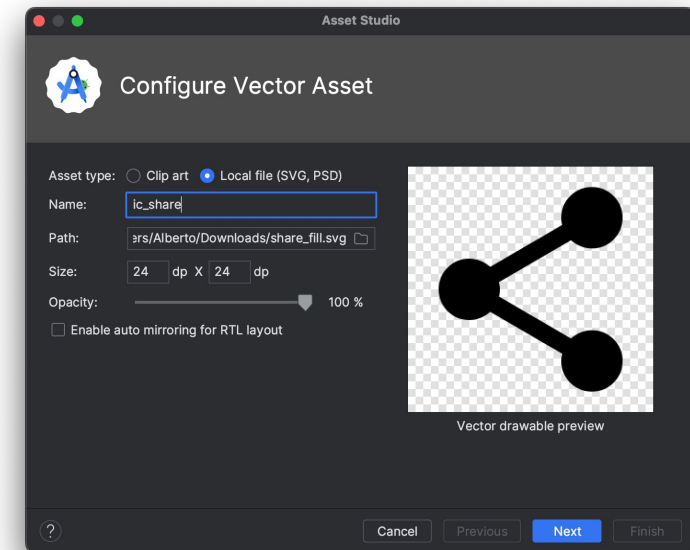 Asset Studio
Configure Vector Asset
Asset type: Clip art Local file (SVG, PSD)
Name: ic_share
Path: ers/Alberto/Downloads/share_fill.svg
Size: 24 dp X 24 dp
Opacity: 100 %
Enable auto mirroring for RTL layout
Vector drawable preview
? Cancel Previous Next Finish